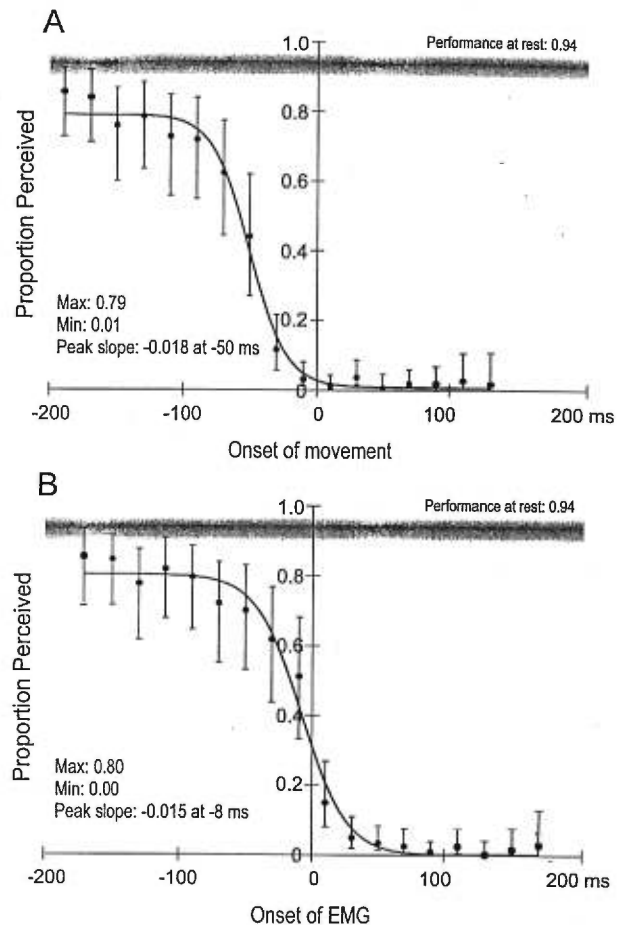 A
1.0
Performance at rest: 0.94
0.8
0.6
0.4
0.2
0
Proportion Perceived
Max: 0.79
Min: 0.01
Peak slope: -0.018 at -50 ms
-200
-100
0
100
200 ms
Onset of movement
B
1.0
Performance at rest: 0.94
0.8
0.6
0.4
0.2
0
Proportion Perceived
Max: 0.80
Min: 0.00
Peak slope: -0.015 at -8 ms
-200
-100
0
100
200 ms
Onset of EMG